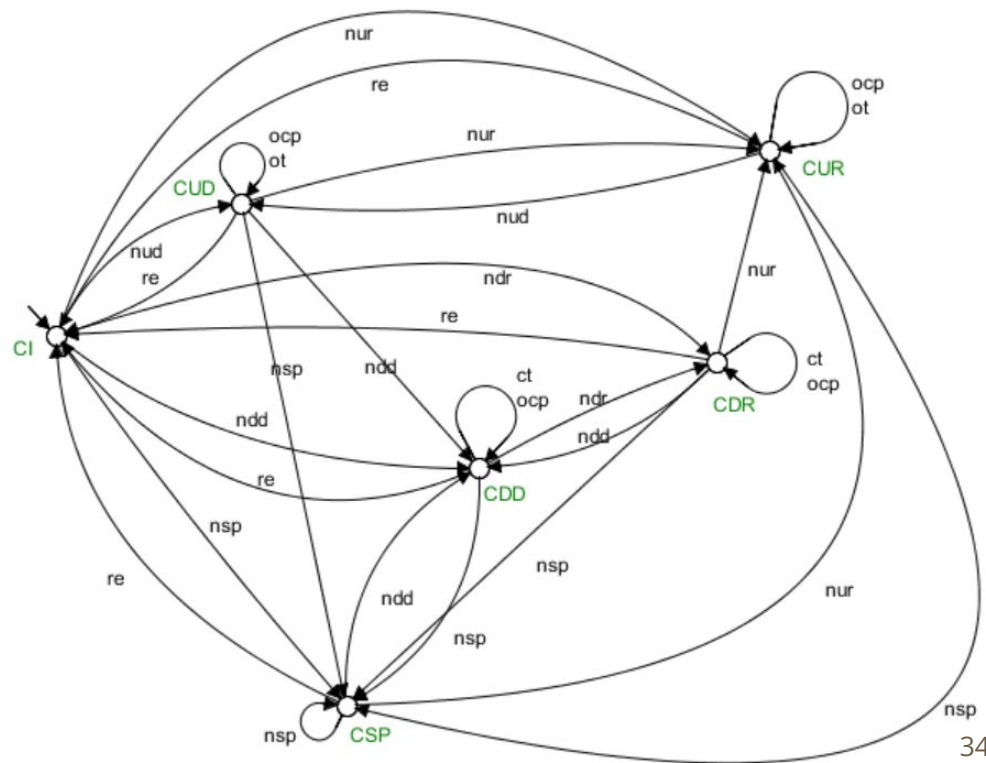 nur
re
ocp
ot
CUR
ocp
ot
CUD
nur
nud
nud
re
ndr
nur
re
CI
nsp
ndd
ct
ocp
CDR
ct
ocp
ndr
ndd
ndd
re
CDD
nsp
nsp
re
ndd
nur
nsp
nsp
CSP
nsp
34